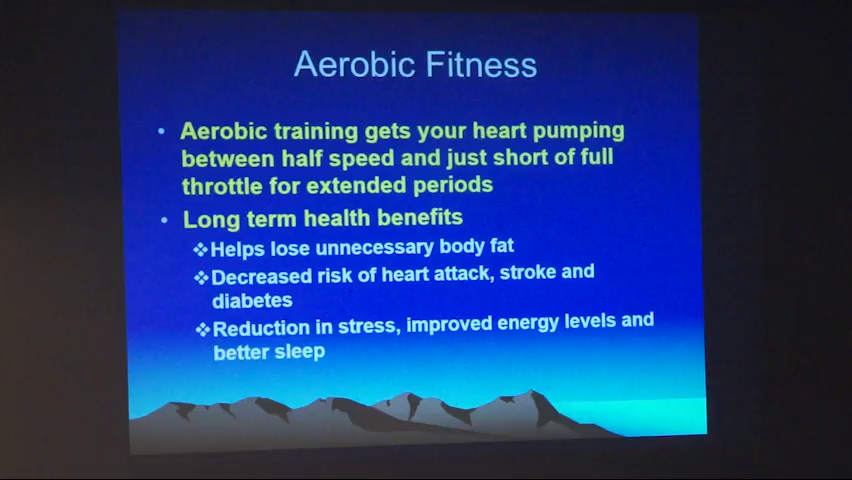 Aerobic Fitness
• Aerobic training gets your heart pumping
between half speed and just short of full
throttle for extended periods
• Long term health benefits
❖Helps lose unnecessary body fat
❖Decreased risk of heart attack, stroke and
diabetes
❖Reduction in stress, improved energy levels and
better sleep